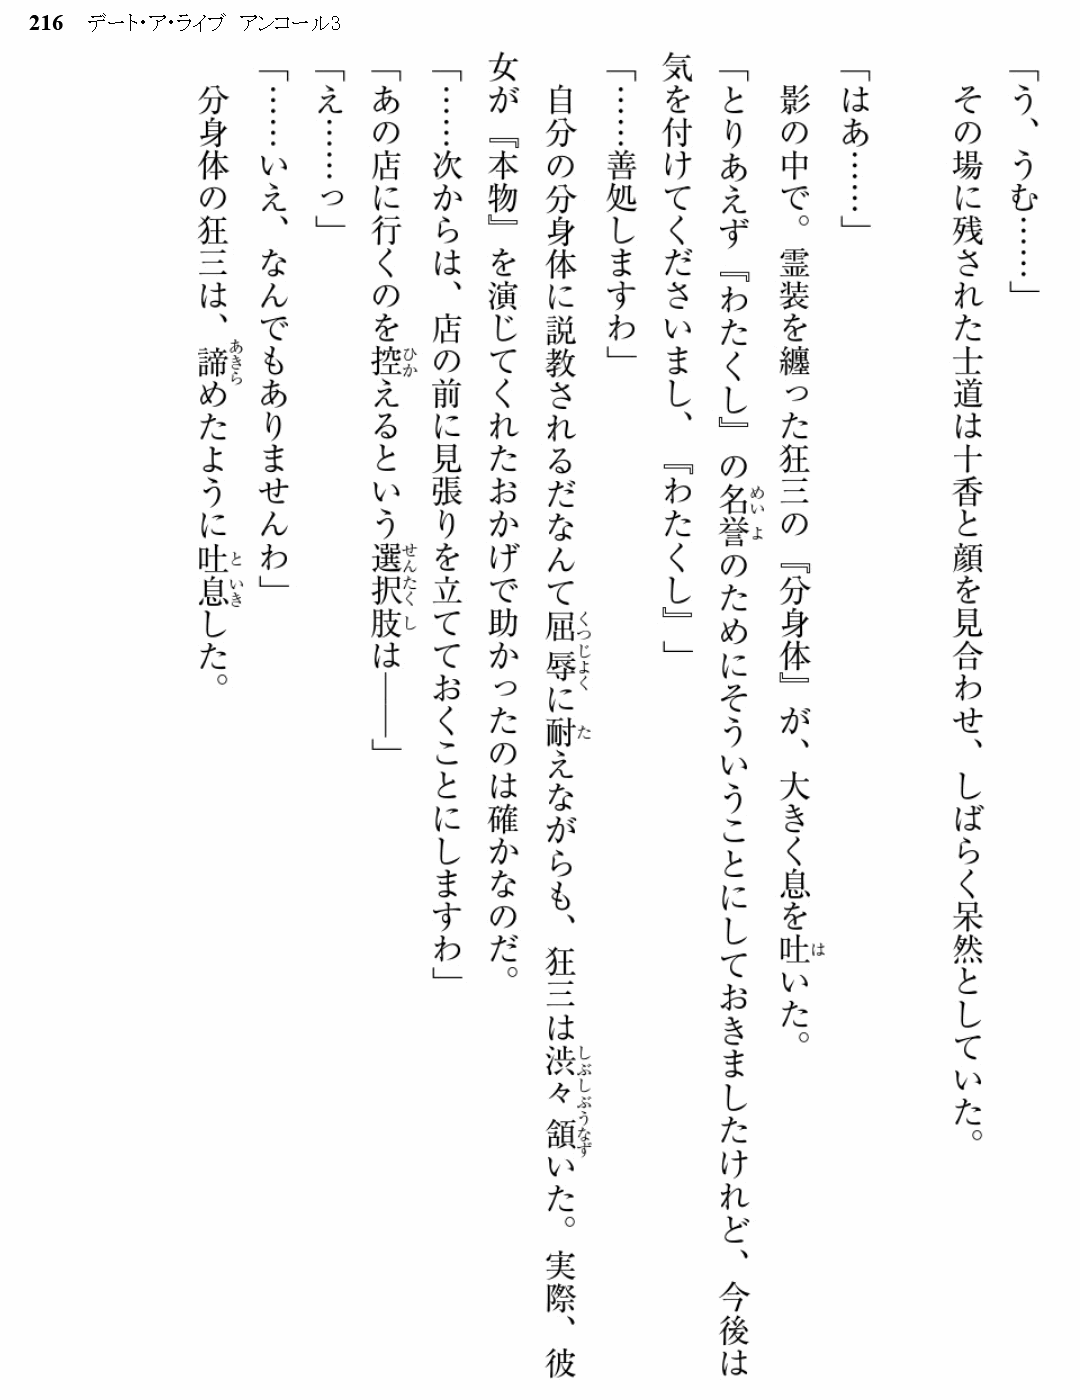 216 デート・ア・ライブ アンコール3
「う、うむ……」
その場に残された士道は十香と顔を見合わせ、しばらく呆然としていた。
「はあ……」
影の中で。霊装を纏った狂三の『分身体』が、大きく息を吐いた。
「とりあえず『わたくし』の名誉のためにそういうことにしておきましたけれど、今後は
気を付けてくださいまし、『わたくし』」
「……善処しますわ」
自分の分身体に説教されるだなんて屈辱に耐えながらも、狂三は渋々頷いた。実際、彼
女が『本物』を演じてくれたおかげで助かったのは確かなのだ。
「……次からは、店の前に見張りを立てておくことにしますわ」
「あの店に行くのを控えるという選択肢は――」
「え……っ」
「……いえ、なんでもありませんわ」
分身体の狂三は、諦めたように吐息した。